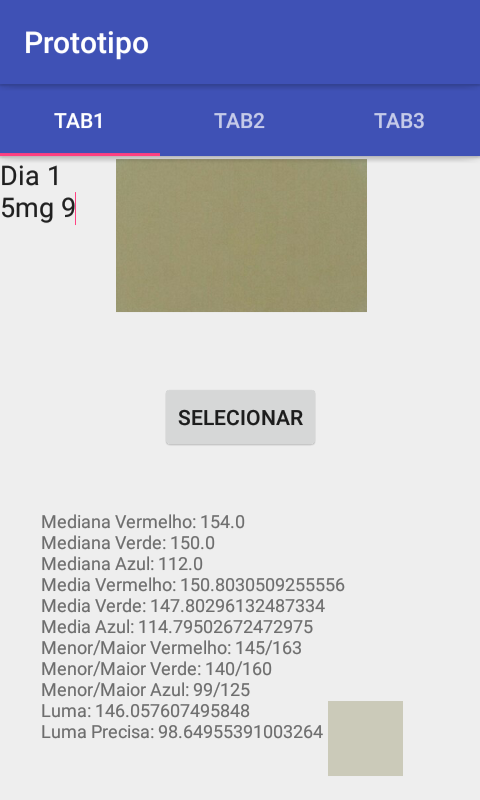 Prototipo
TAB1 TAB2 TAB3
Dia 1
5mg 9
SELECIONAR
Mediana Vermelho: 154.0
Mediana Verde: 150.0
Mediana Azul: 112.0
Media Vermelho: 150.8030509255556
Media Verde: 147.80296132487334
Media Azul: 114.79502672472975
Menor/Maior Vermelho: 145/163
Menor/Maior Verde: 140/160
Menor/Maior Azul: 99/125
Luma: 146.057607495848
Luma Precisa: 98.64955391003264